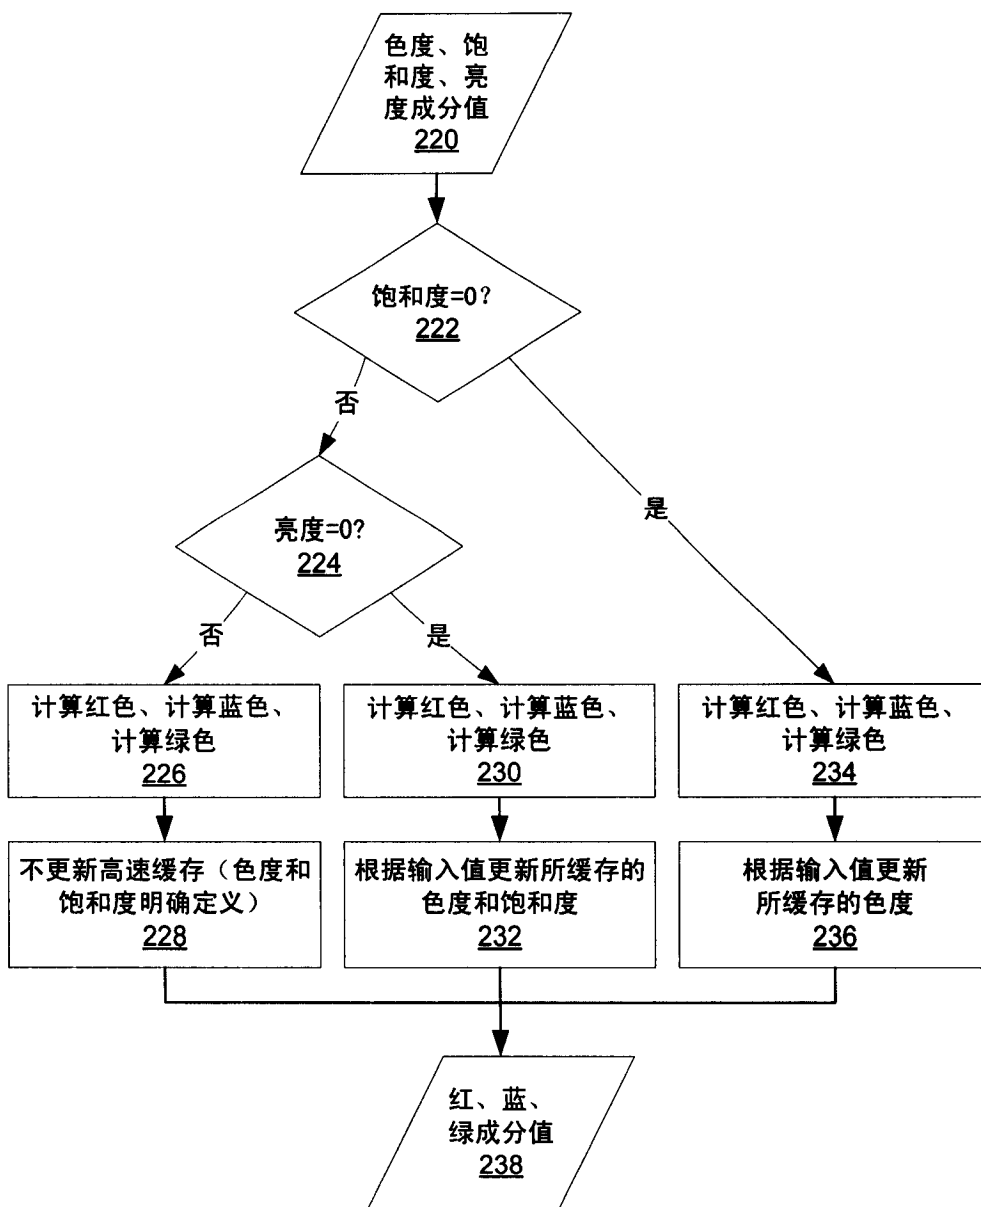 色度、饱
和度、亮
度成分值
220
饱和度=0?
222
否
亮度=0?
224
是
否
是
计算红色、计算蓝色、
计算绿色
226
计算红色、计算蓝色、
计算绿色
230
计算红色、计算蓝色、
计算绿色
234
不更新高速缓存（色度和
饱和度明确定义）
228
根据输入值更新所缓存的
色度和饱和度
232
根据输入值更新
所缓存的色度
236
红、蓝、
绿成分值
238